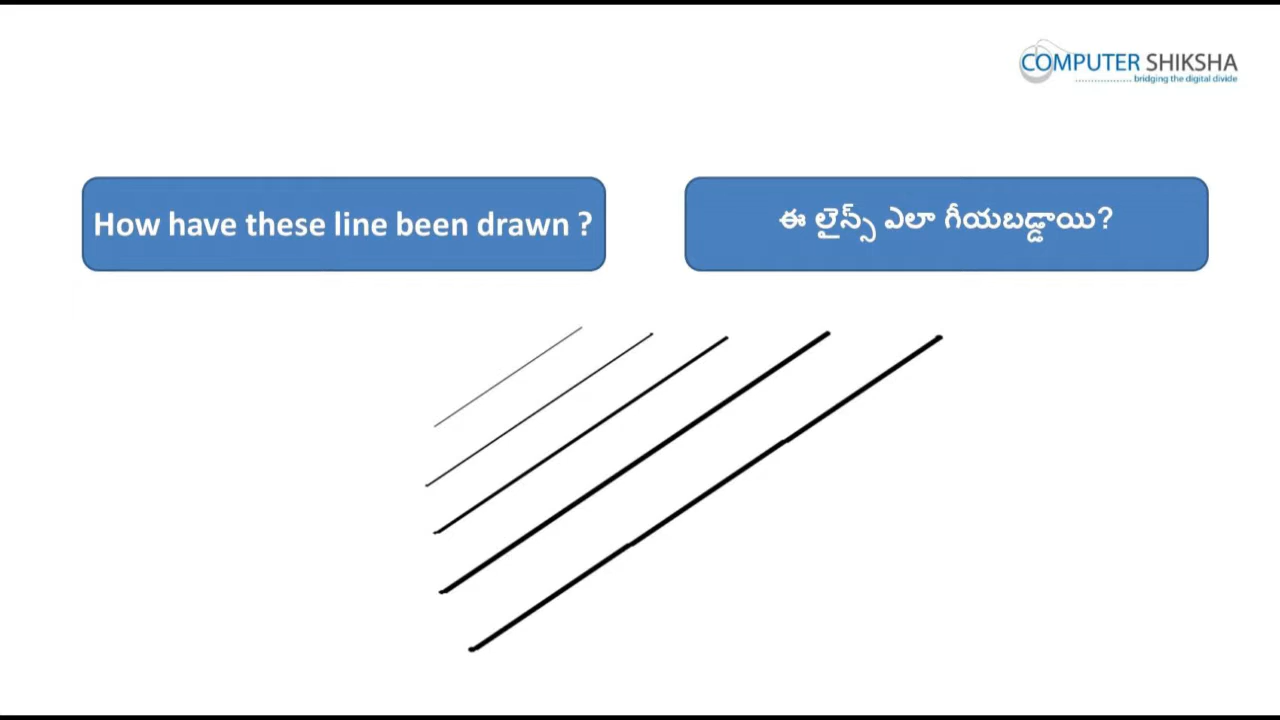 COMPUTER SHIKSHA
bridging the digital divide
How have these line been drawn ?
ఈ లైన్స్ ఎలా గీయబడ్డాయి?